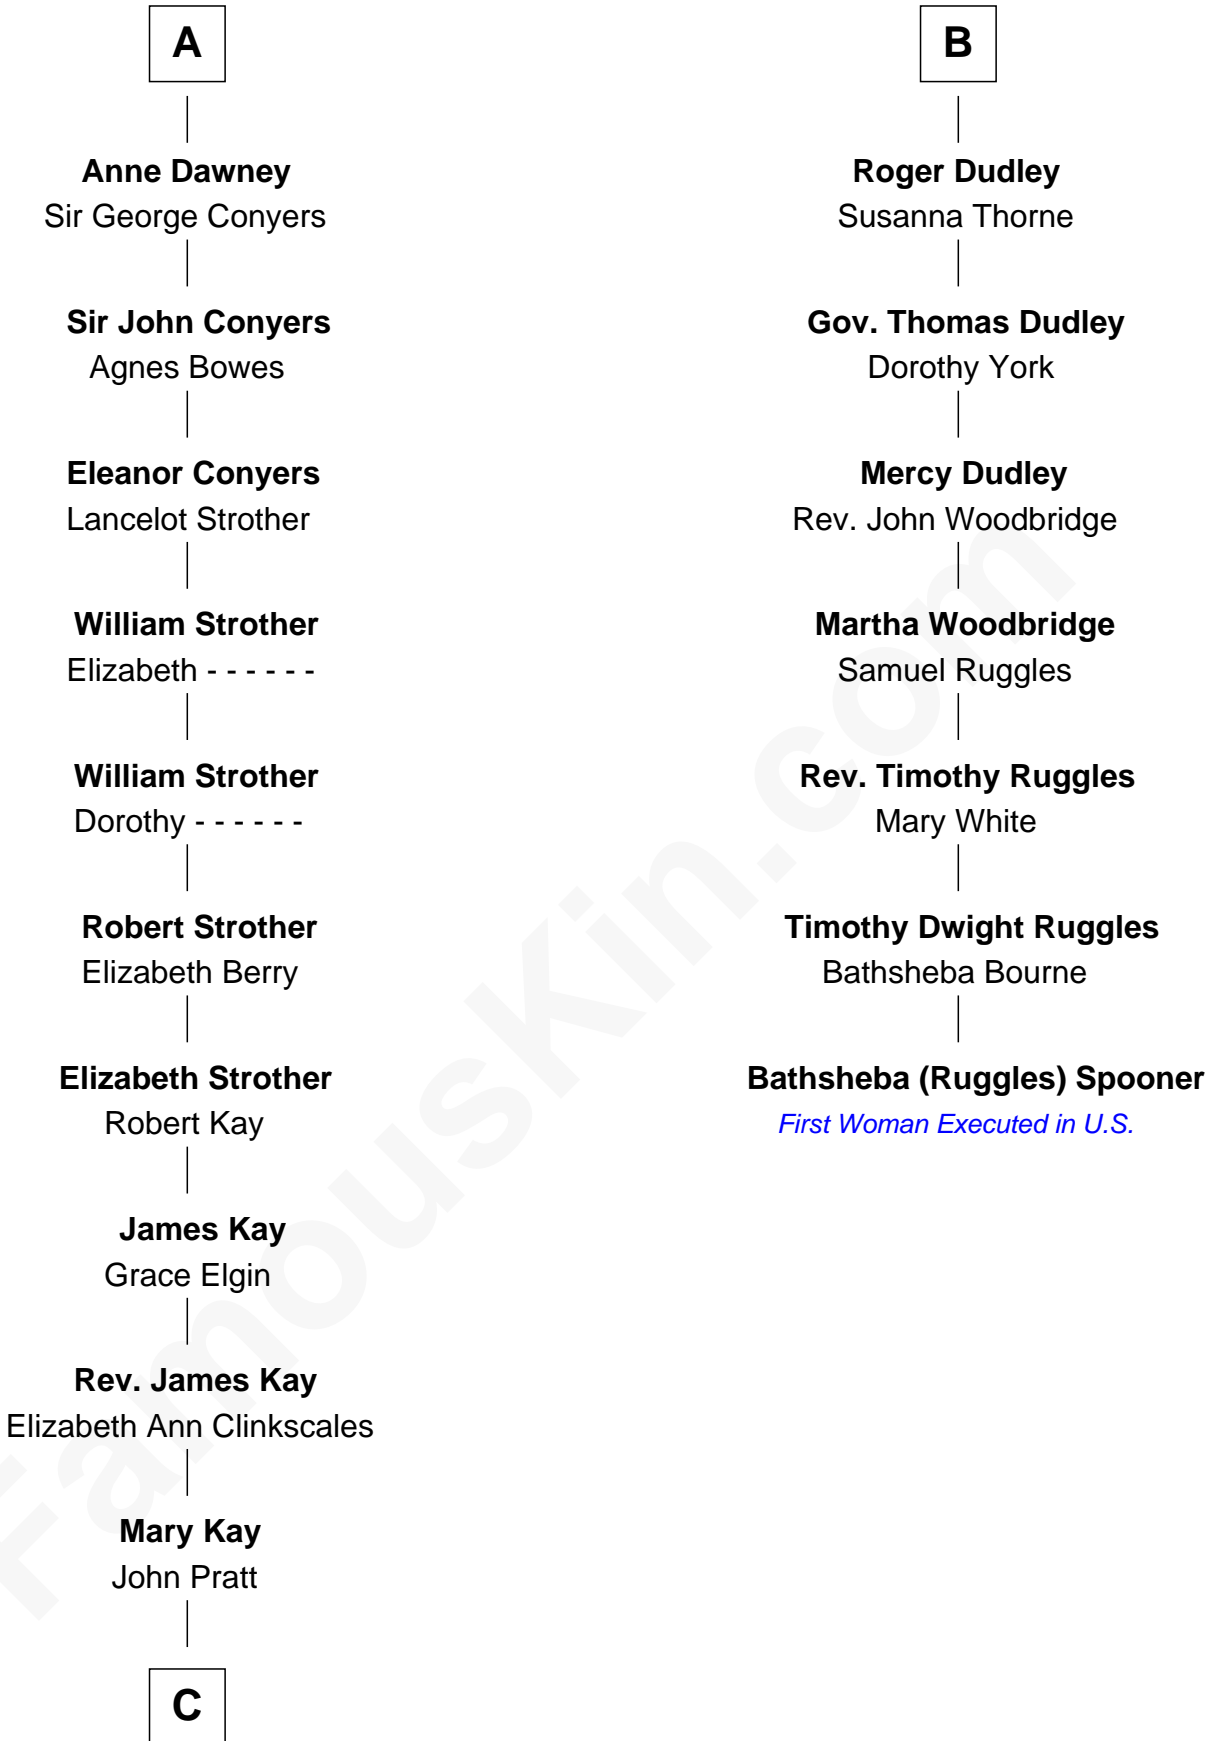 A
Anne Dawney
Sir George Conyers
Sir John Conyers
Agnes Bowes
Eleanor Conyers
Lancelot Strother
William Strother
Elizabeth - - - - - -
William Strother
Dorothy - - - - - -
Robert Strother
Elizabeth Berry
Elizabeth Strother
Robert Kay
James Kay
Grace Elgin
Rev. James Kay
Elizabeth Ann Clinkscales
Mary Kay
John Pratt
C
B
Roger Dudley
Susanna Thorne
Gov. Thomas Dudley
Dorothy York
Mercy Dudley
Rev. John Woodbridge
Martha Woodbridge
Samuel Ruggles
Rev. Timothy Ruggles
Mary White
Timothy Dwight Ruggles
Bathsheba Bourne
Bathsheba (Ruggles) Spooner
First Woman Executed in U.S.
FamousKin.com